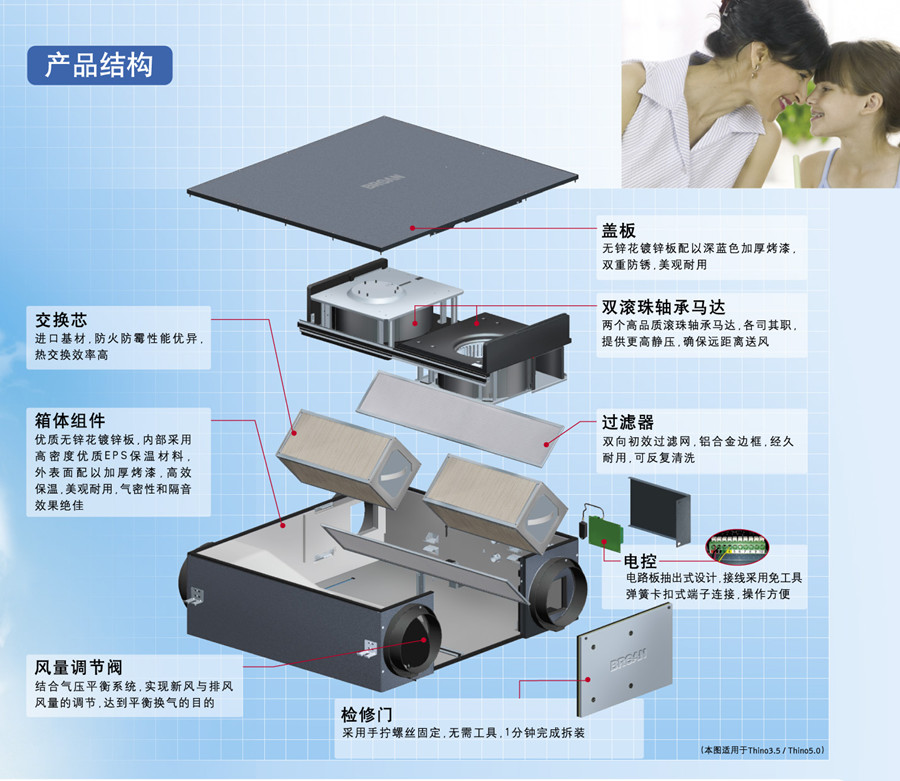 产品结构
BRGAN
盖板
无锌花镀锌板配以深蓝色加厚烤漆,
双重防锈,美观耐用
双滚珠轴承马达
两个高品质滚珠轴承马达,各司其职,
提供更高静压,确保远距离送风
交换芯
进口基材,防火防霉性能优异,
热交换效率高
箱体组件
优质无锌花镀锌板,内部采用
高密度优质EPS保温材料,
外表面配以加厚烤漆,高效
保温,美观耐用,气密性和隔音
效果绝佳
过滤器
双向初效过滤网,铝合金边框,经久
耐用,可反复清洗
电控
电路板抽出式设计,接线采用免工具
弹簧卡扣式端子连接,操作方便
风量调节阀
结合气压平衡系统,实现新风与排风
风量的调节,达到平衡换气的目的
BRGAN
检修门
采用手拧螺丝固定,无需工具,1分钟完成拆装
(本图适用于Thino3.5 / Thino5.0)